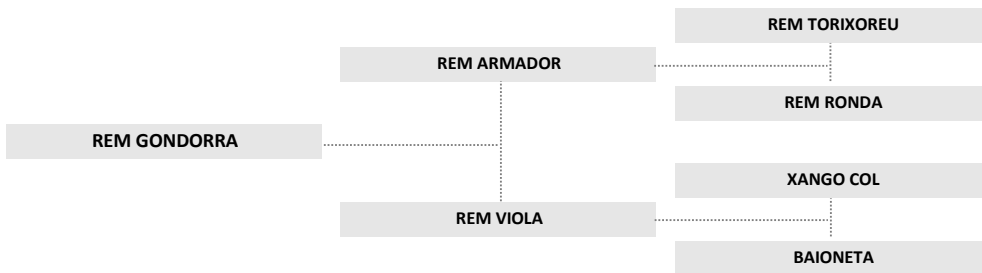 REM TORIXOREU
REM ARMADOR
REM RONDA
REM GONDORRA
XANGO COL
REM VIOLA
BAIONETA